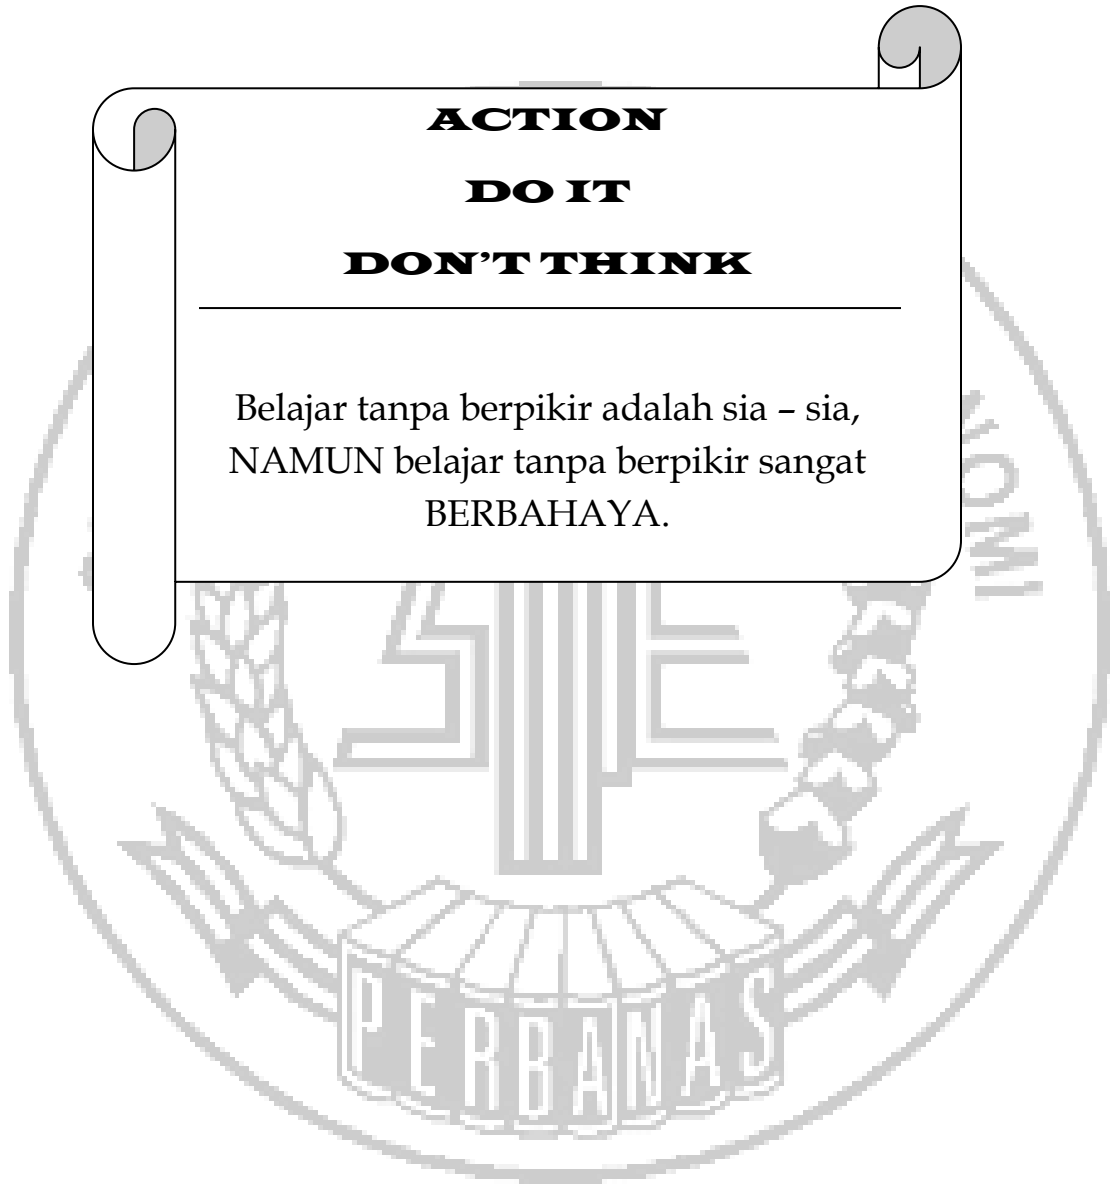 ACTION
DO IT
DON'T THINK
Belajar tanpa berpikir adalah sia – sia,
NAMUN belajar tanpa berpikir sangat
BERBAHAYA.
PERBANAS